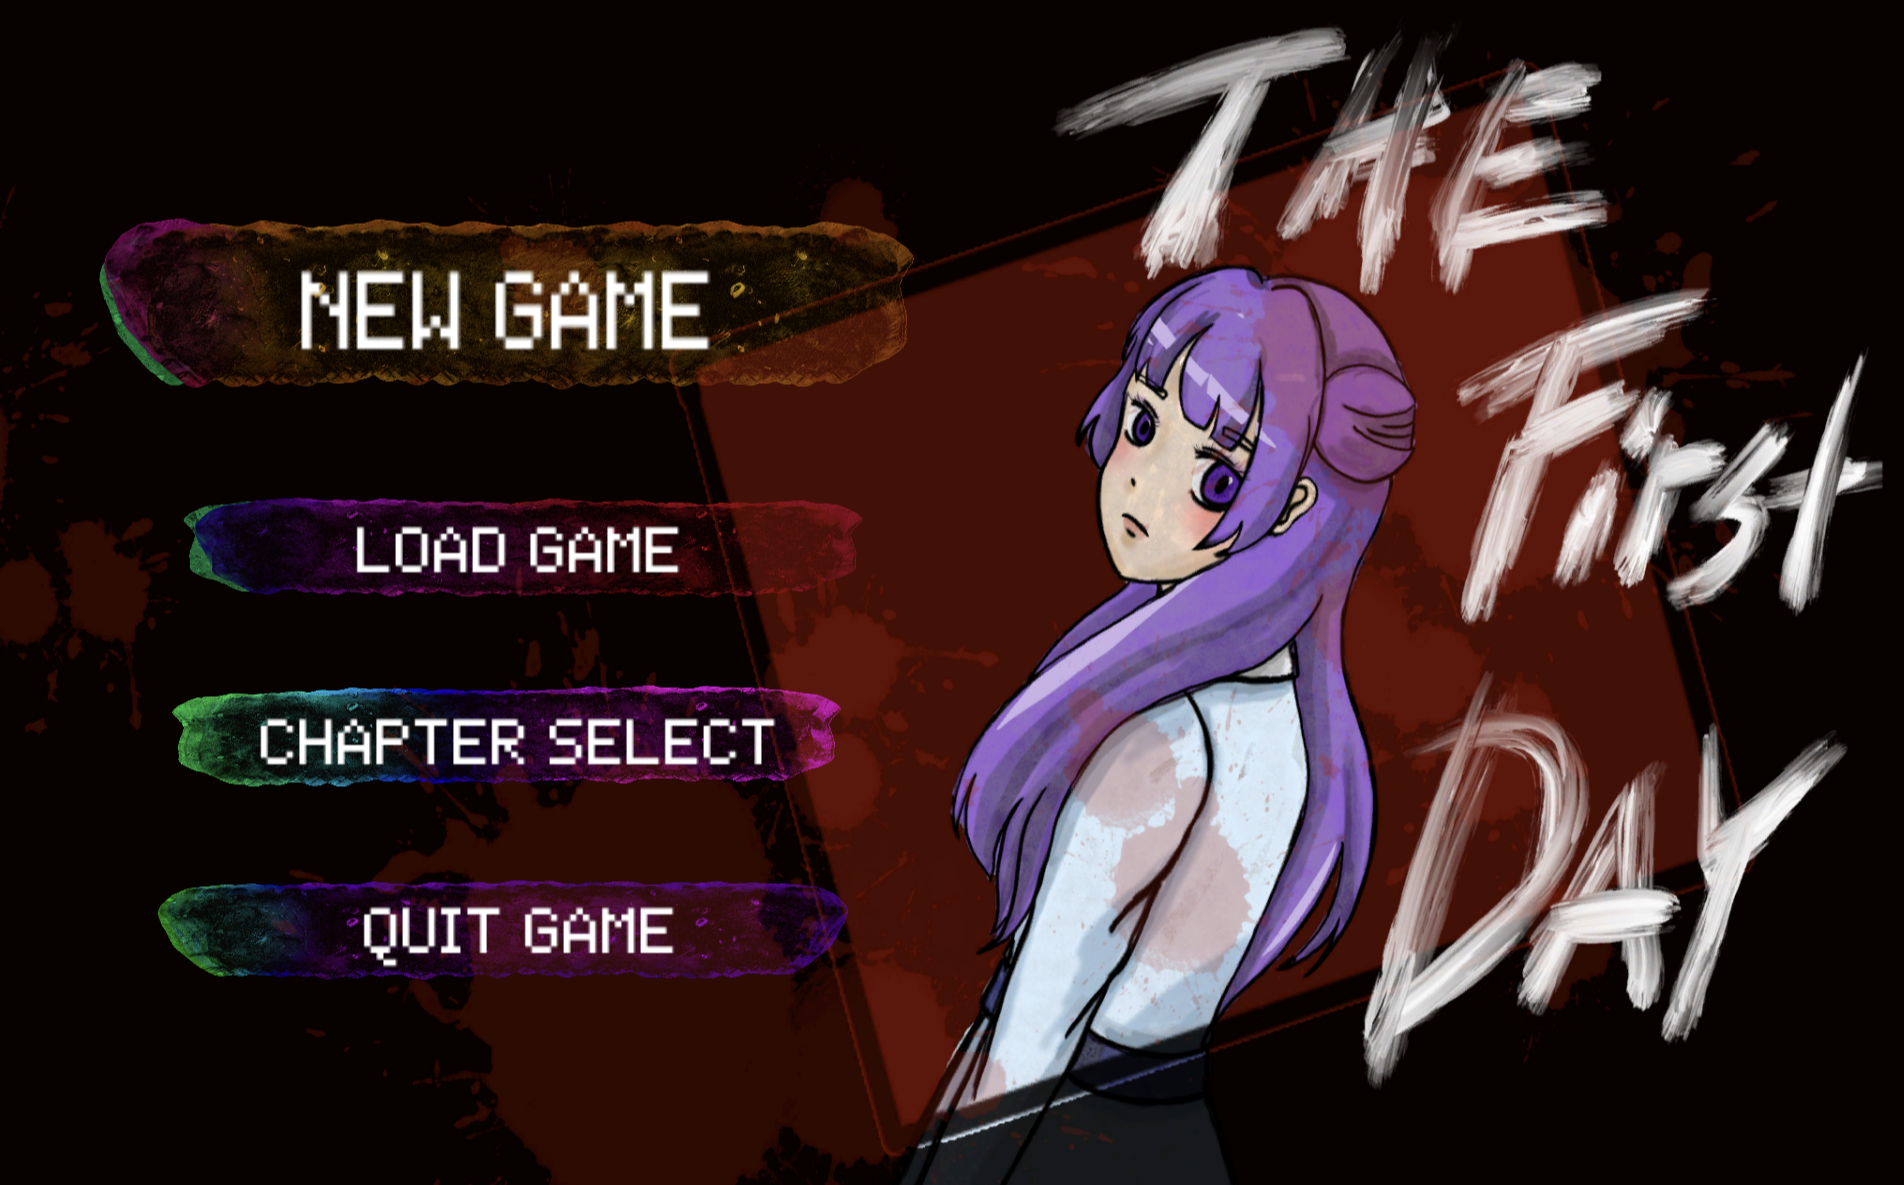 THE
First
DAY
NEW GAME
LOAD GAME
CHAPTER SELECT
QUIT GAME